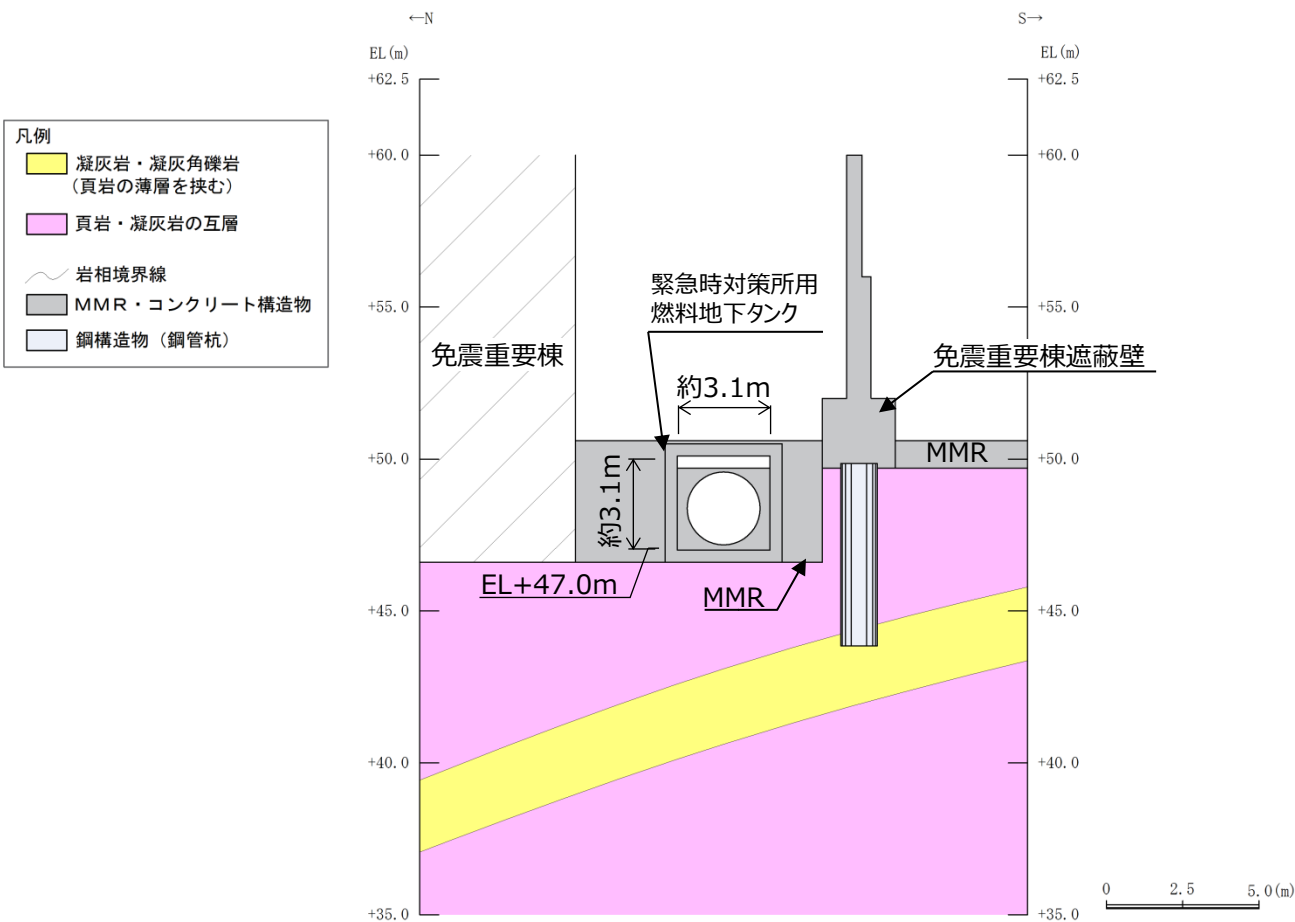 ←N
S→
EL(m)
EL(m)
+62.5
+62.5
凡例
凝灰岩・凝灰角礫岩
(頁岩の薄層を挟む)
頁岩・凝灰岩の互層
岩相境界線
MMR・コンクリート構造物
鋼構造物（鋼管杭）
+60.0
+60.0
緊急時対策所用
燃料地下タンク
+55.0
+55.0
免震重要棟
約3.1m
免震重要棟遮蔽壁
+50.0
MMR
+50.0
約3.1m
EL+47.0m
MMR
+45.0
+45.0
+40.0
+40.0
+35.0
+35.0
0 2.5 5.0(m)